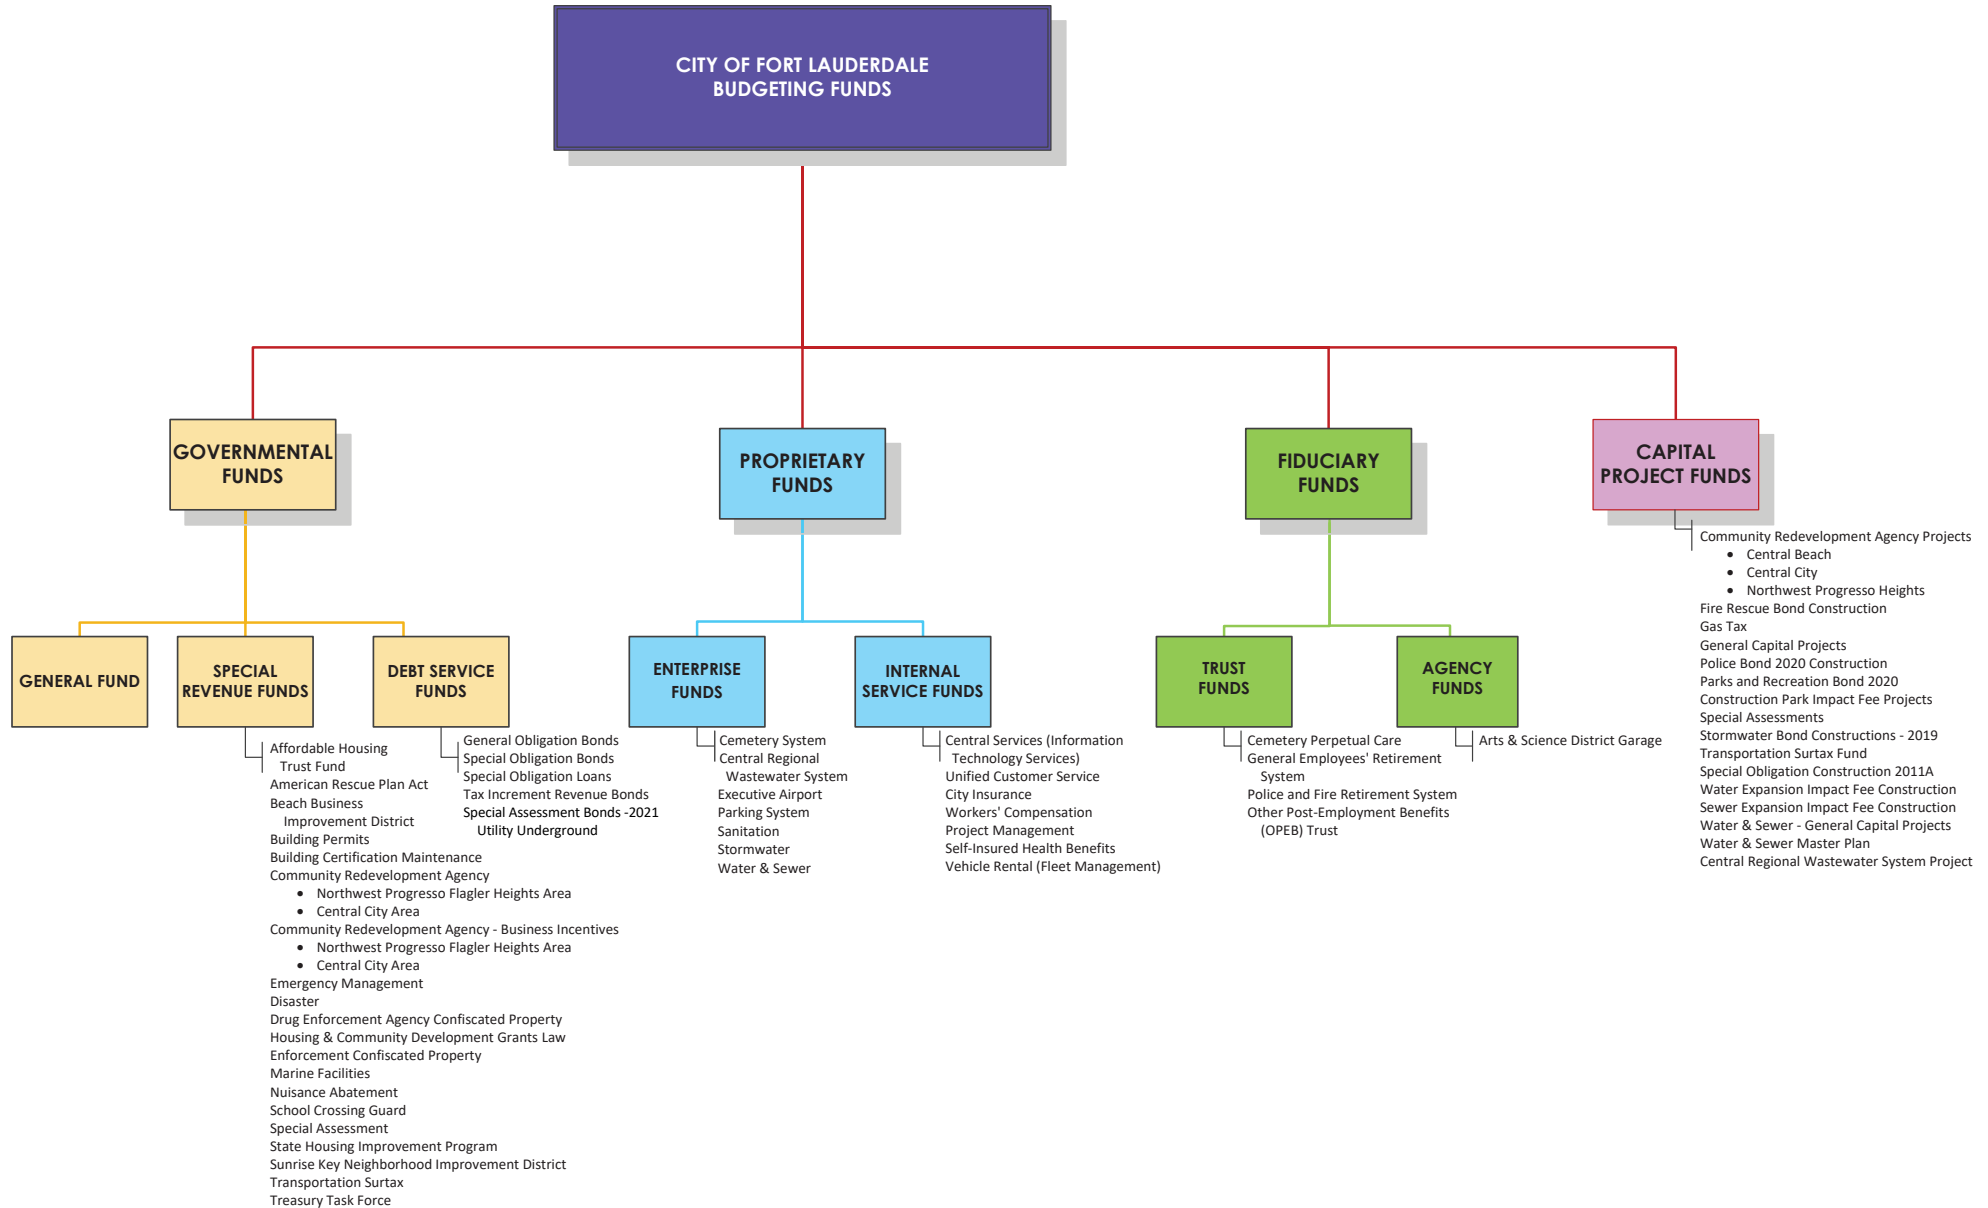 CITY OF FORT LAUDERDALE
BUDGETING FUNDS
GOVERNMENTAL
FUNDS
PROPRIETARY
FUNDS
FIDUCIARY
FUNDS
CAPITAL
PROJECT FUNDS
Community Redevelopment Agency Projects
• Central Beach
• Central City
• Northwest Progresso Heights
Fire Rescue Bond Construction
Gas Tax
General Capital Projects
Police Bond 2020 Construction
Parks and Recreation Bond 2020
Construction Park Impact Fee Projects
Special Assessments
Stormwater Bond Constructions - 2019
Transportation Surtax Fund
Special Obligation Construction 2011A
Water Expansion Impact Fee Construction
Sewer Expansion Impact Fee Construction
Water & Sewer - General Capital Projects
Water & Sewer Master Plan
Central Regional Wastewater System Project
GENERAL FUND
SPECIAL
REVENUE FUNDS
Affordable Housing
Trust Fund
American Rescue Plan Act
Beach Business
Improvement District
Building Permits
Building Certification Maintenance
Community Redevelopment Agency
• Northwest Progresso Flagler Heights Area
• Central City Area
Community Redevelopment Agency - Business Incentives
• Northwest Progresso Flagler Heights Area
• Central City Area
Emergency Management
Disaster
Drug Enforcement Agency Confiscated Property
Housing & Community Development Grants Law
Enforcement Confiscated Property
Marine Facilities
Nuisance Abatement
School Crossing Guard
Special Assessment
State Housing Improvement Program
Sunrise Key Neighborhood Improvement District
Transportation Surtax
Treasury Task Force
DEBT SERVICE
FUNDS
General Obligation Bonds
Special Obligation Bonds
Special Obligation Loans
Tax Increment Revenue Bonds
Special Assessment Bonds -2021
Utility Underground
ENTERPRISE
FUNDS
Cemetery System
Central Regional
Wastewater System
Executive Airport
Parking System
Sanitation
Stormwater
Water & Sewer
INTERNAL
SERVICE FUNDS
Central Services (Information
Technology Services)
Unified Customer Service
City Insurance
Workers' Compensation
Project Management
Self-Insured Health Benefits
Vehicle Rental (Fleet Management)
TRUST
FUNDS
Cemetery Perpetual Care
General Employees' Retirement
System
Police and Fire Retirement System
Other Post-Employment Benefits
(OPEB) Trust
AGENCY
FUNDS
Arts & Science District Garage